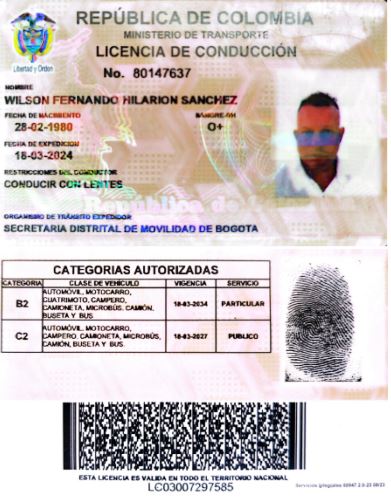 REPÚBLICA DE COLOMBIA
MINISTERIO DE TRANSPORTE
LICENCIA DE CONDUCCIÓN
Libertad y Orden
No. 80147637
NOMBRE
WILSON FERNANDO HILARION SANCHEZ
FECHA DE NACIMIENTO SANGRE-RH
28-02-1980 O+
FECHA DE EXPEDICION
18-03-2024
RESTRICCIONES DEL CONDUCTOR
CONDUCIR CON LENTES
República de
ORGANISMO DE TRÁNSITO EXPEDIDOR
SECRETARIA DISTRITAL DE MOVILIDAD DE BOGOTA
CATEGORIAS AUTORIZADAS
CATEGORIA CLASE DE VEHÍCULO VIGENCIA SERVICIO
B2 AUTOMÓVIL, MOTOCARRO, CUATRIMOTO, CAMPERO, CAMIONETA, MICROBÚS, CAMIÓN, BUSETA Y BUS 18-03-2034 PARTICULAR
C2 AUTOMÓVIL, MOTOCARRO, CAMPERO, CAMIONETA, MICROBÚS, CAMIÓN, BUSETA Y BUS. 18-03-2027 PUBLICO
ESTA LICENCIA ES VALIDA EN TODO EL TERRITORIO NACIONAL
LC03007297585